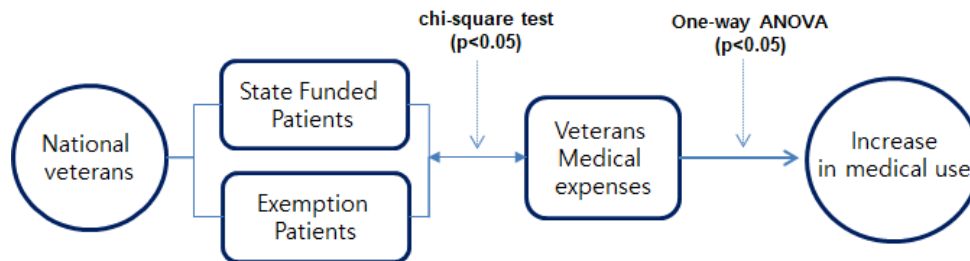 chi-square test
(p<0.05)
One-way ANOVA
(p<0.05)
National
veterans
State Funded
Patients
Exemption
Patients
Veterans
Medical
expenses
Increase
in medical use